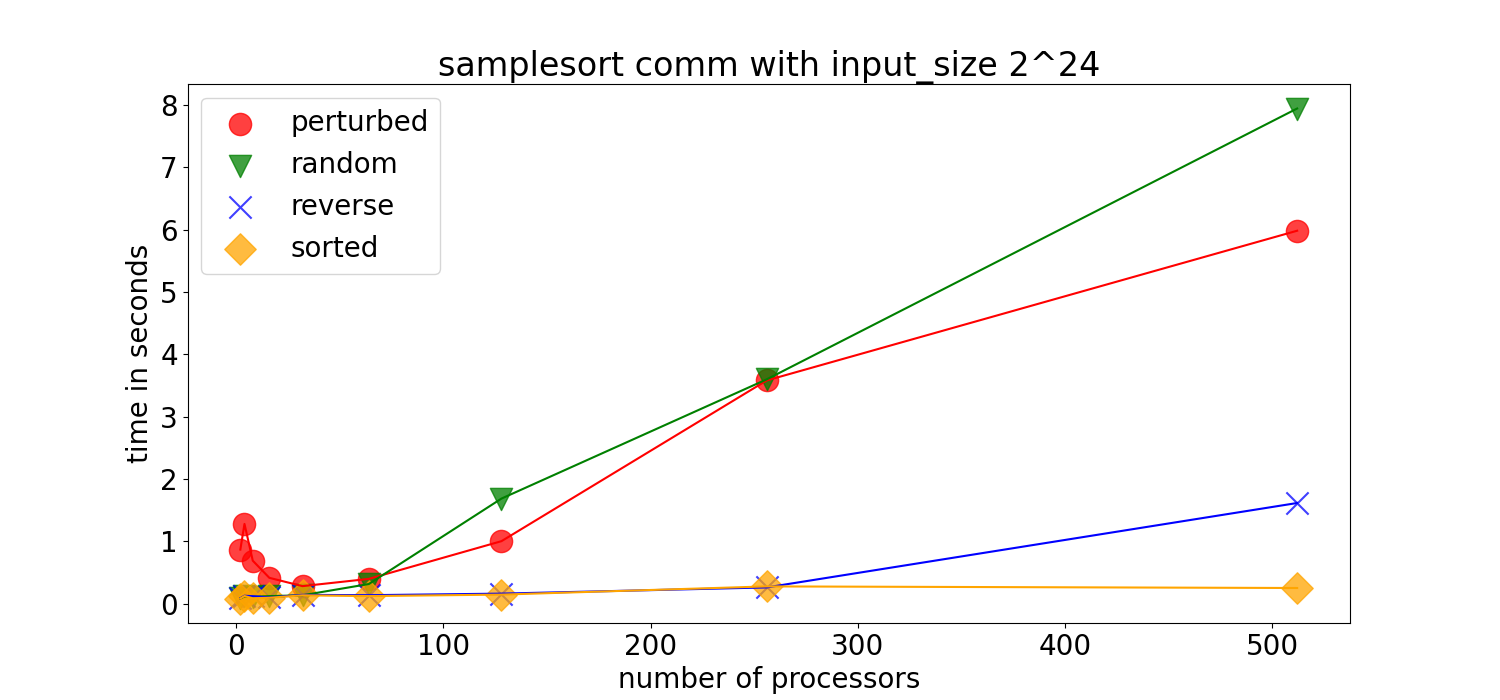 samplesort comm with input_size 2^24
perturbed
random
reverse
sorted
time in seconds
8
7
6
5
4
3
2
1
0
0 100 200 300 400 500
number of processors